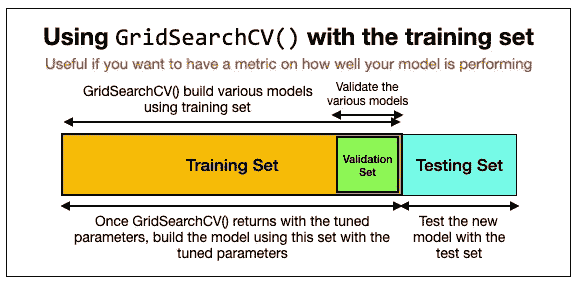 Using GridSearchCV() with the training set
Useful if you want to have a metric on how well your model is performing
GridSearchCV() build various models
using training set
Validate the
various models
Training Set
Validation
Set
Testing Set
Once GridSearchCV() returns with the tuned
parameters, build the model using this set with the
tuned parameters
Test the new
model with the
test set